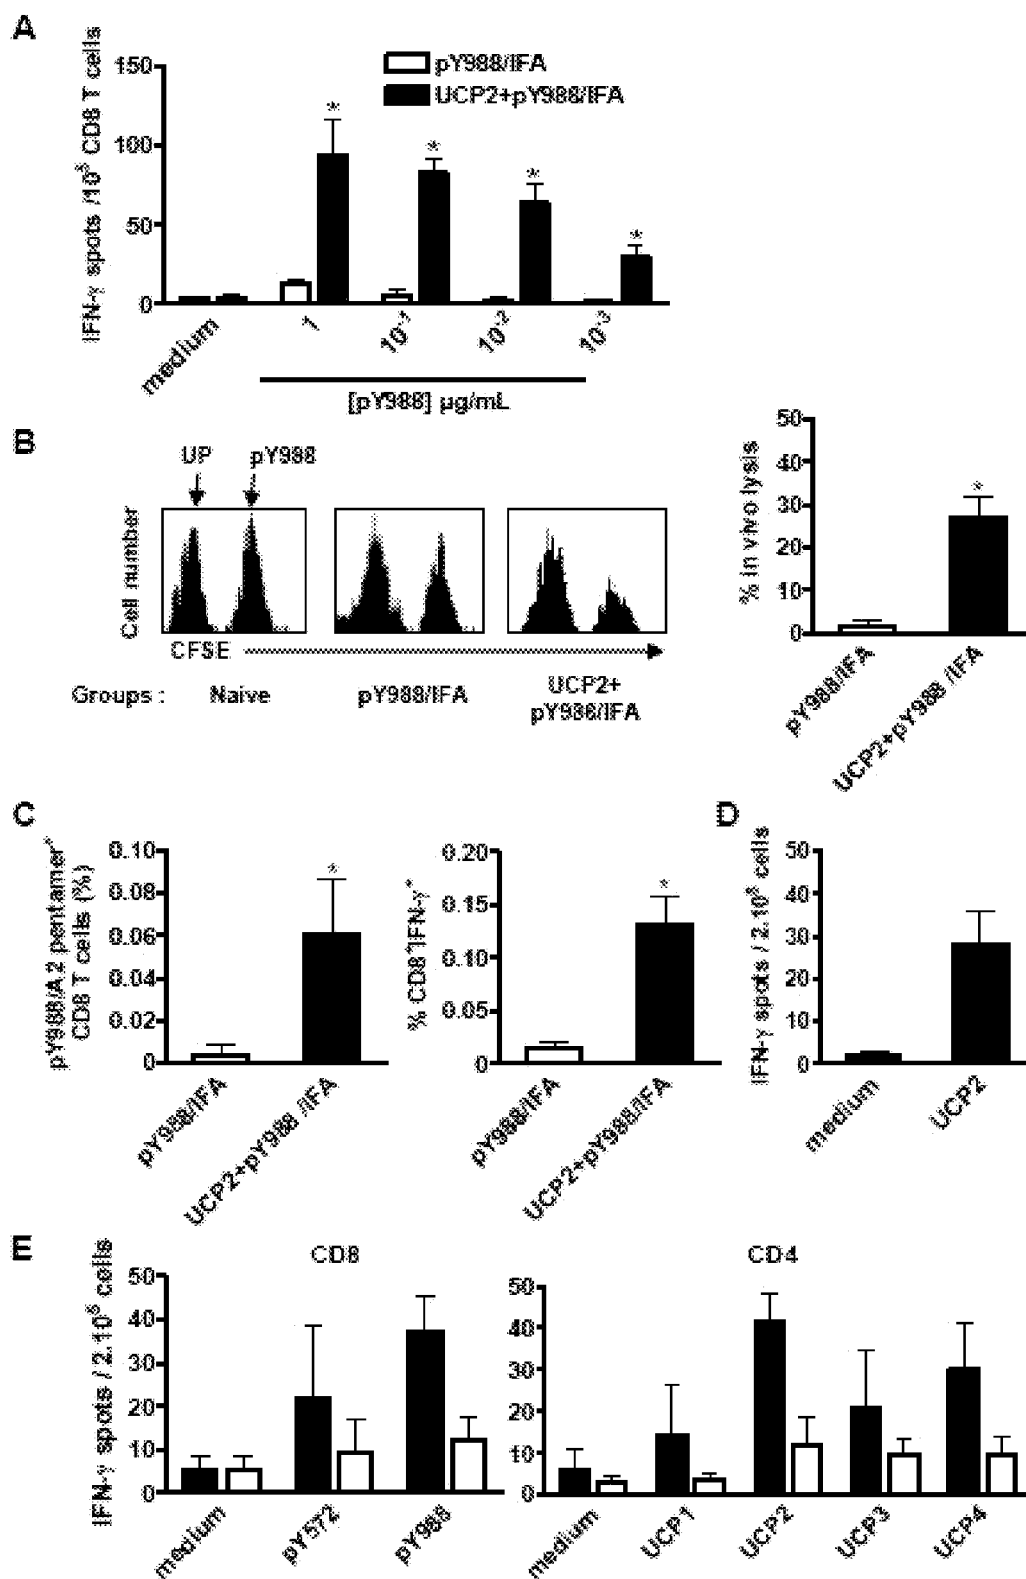 A
IFN-γ spots /10⁵ CD8 T cells
150
100
50
0
pY988/IFA
UCP2+pY988/IFA
*
*
*
*
medium
1
10⁻¹
10⁻²
10⁻³
[pY988] µg/mL
B
UP
pY988
Cell number
CFSE
Groups :
Naive
pY988/IFA
UCP2+
pY988/IFA
% in vivo lysis
50
40
30
20
10
0
*
pY988/IFA
UCP2+pY988 /IFA
C
pY988/A2 pentamer⁺
CD8 T cells (%)
0.10
0.08
0.06
0.04
0.02
0
*
pY988/IFA
UCP2+pY988 /IFA
% CD8⁺IFN-γ⁺
0.20
0.15
0.10
0.05
0
*
pY988/IFA
UCP2+pY988/IFA
D
IFN-γ spots / 2.10⁵ cells
50
40
30
20
10
0
medium
UCP2
E
CD8
IFN-γ spots / 2.10⁵ cells
50
40
30
20
10
0
medium
pY572
pY988
CD4
50
40
30
20
10
0
medium
UCP1
UCP2
UCP3
UCP4